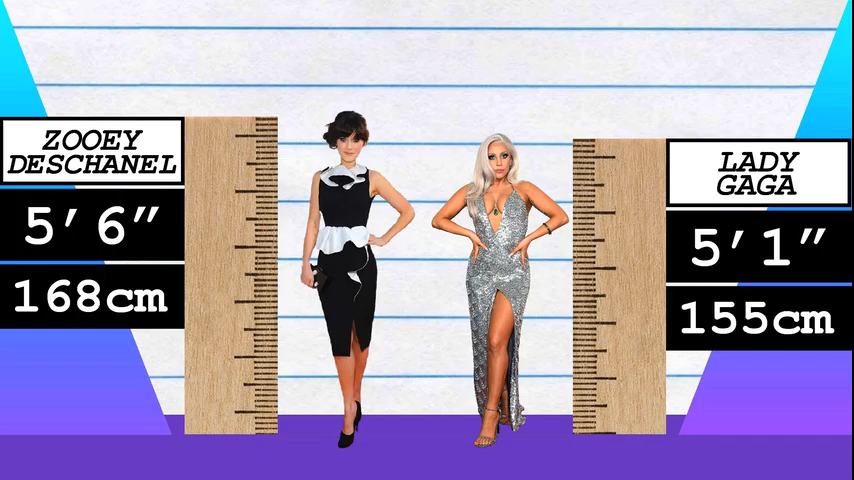 ZOOEY
DESCHANEL
5’6”
168cm
LADY
GAGA
5’1”
155cm